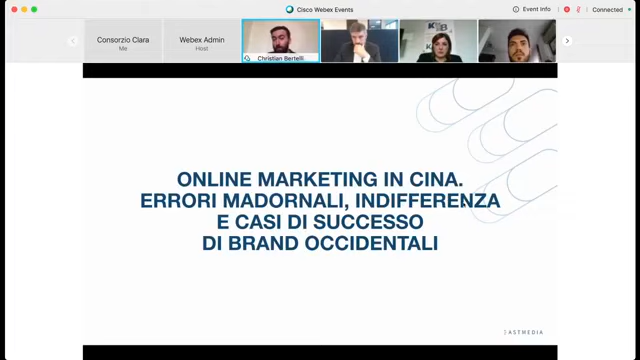 Cisco Webex Events
Event Info
Connected
Consorzio Clara
Me
Webex Admin
Host
Christian Bertelli
ONLINE MARKETING IN CINA.
ERRORI MADORNALI, INDIFFERENZA
E CASI DI SUCCESSO
DI BRAND OCCIDENTALI
ASTMEDIA